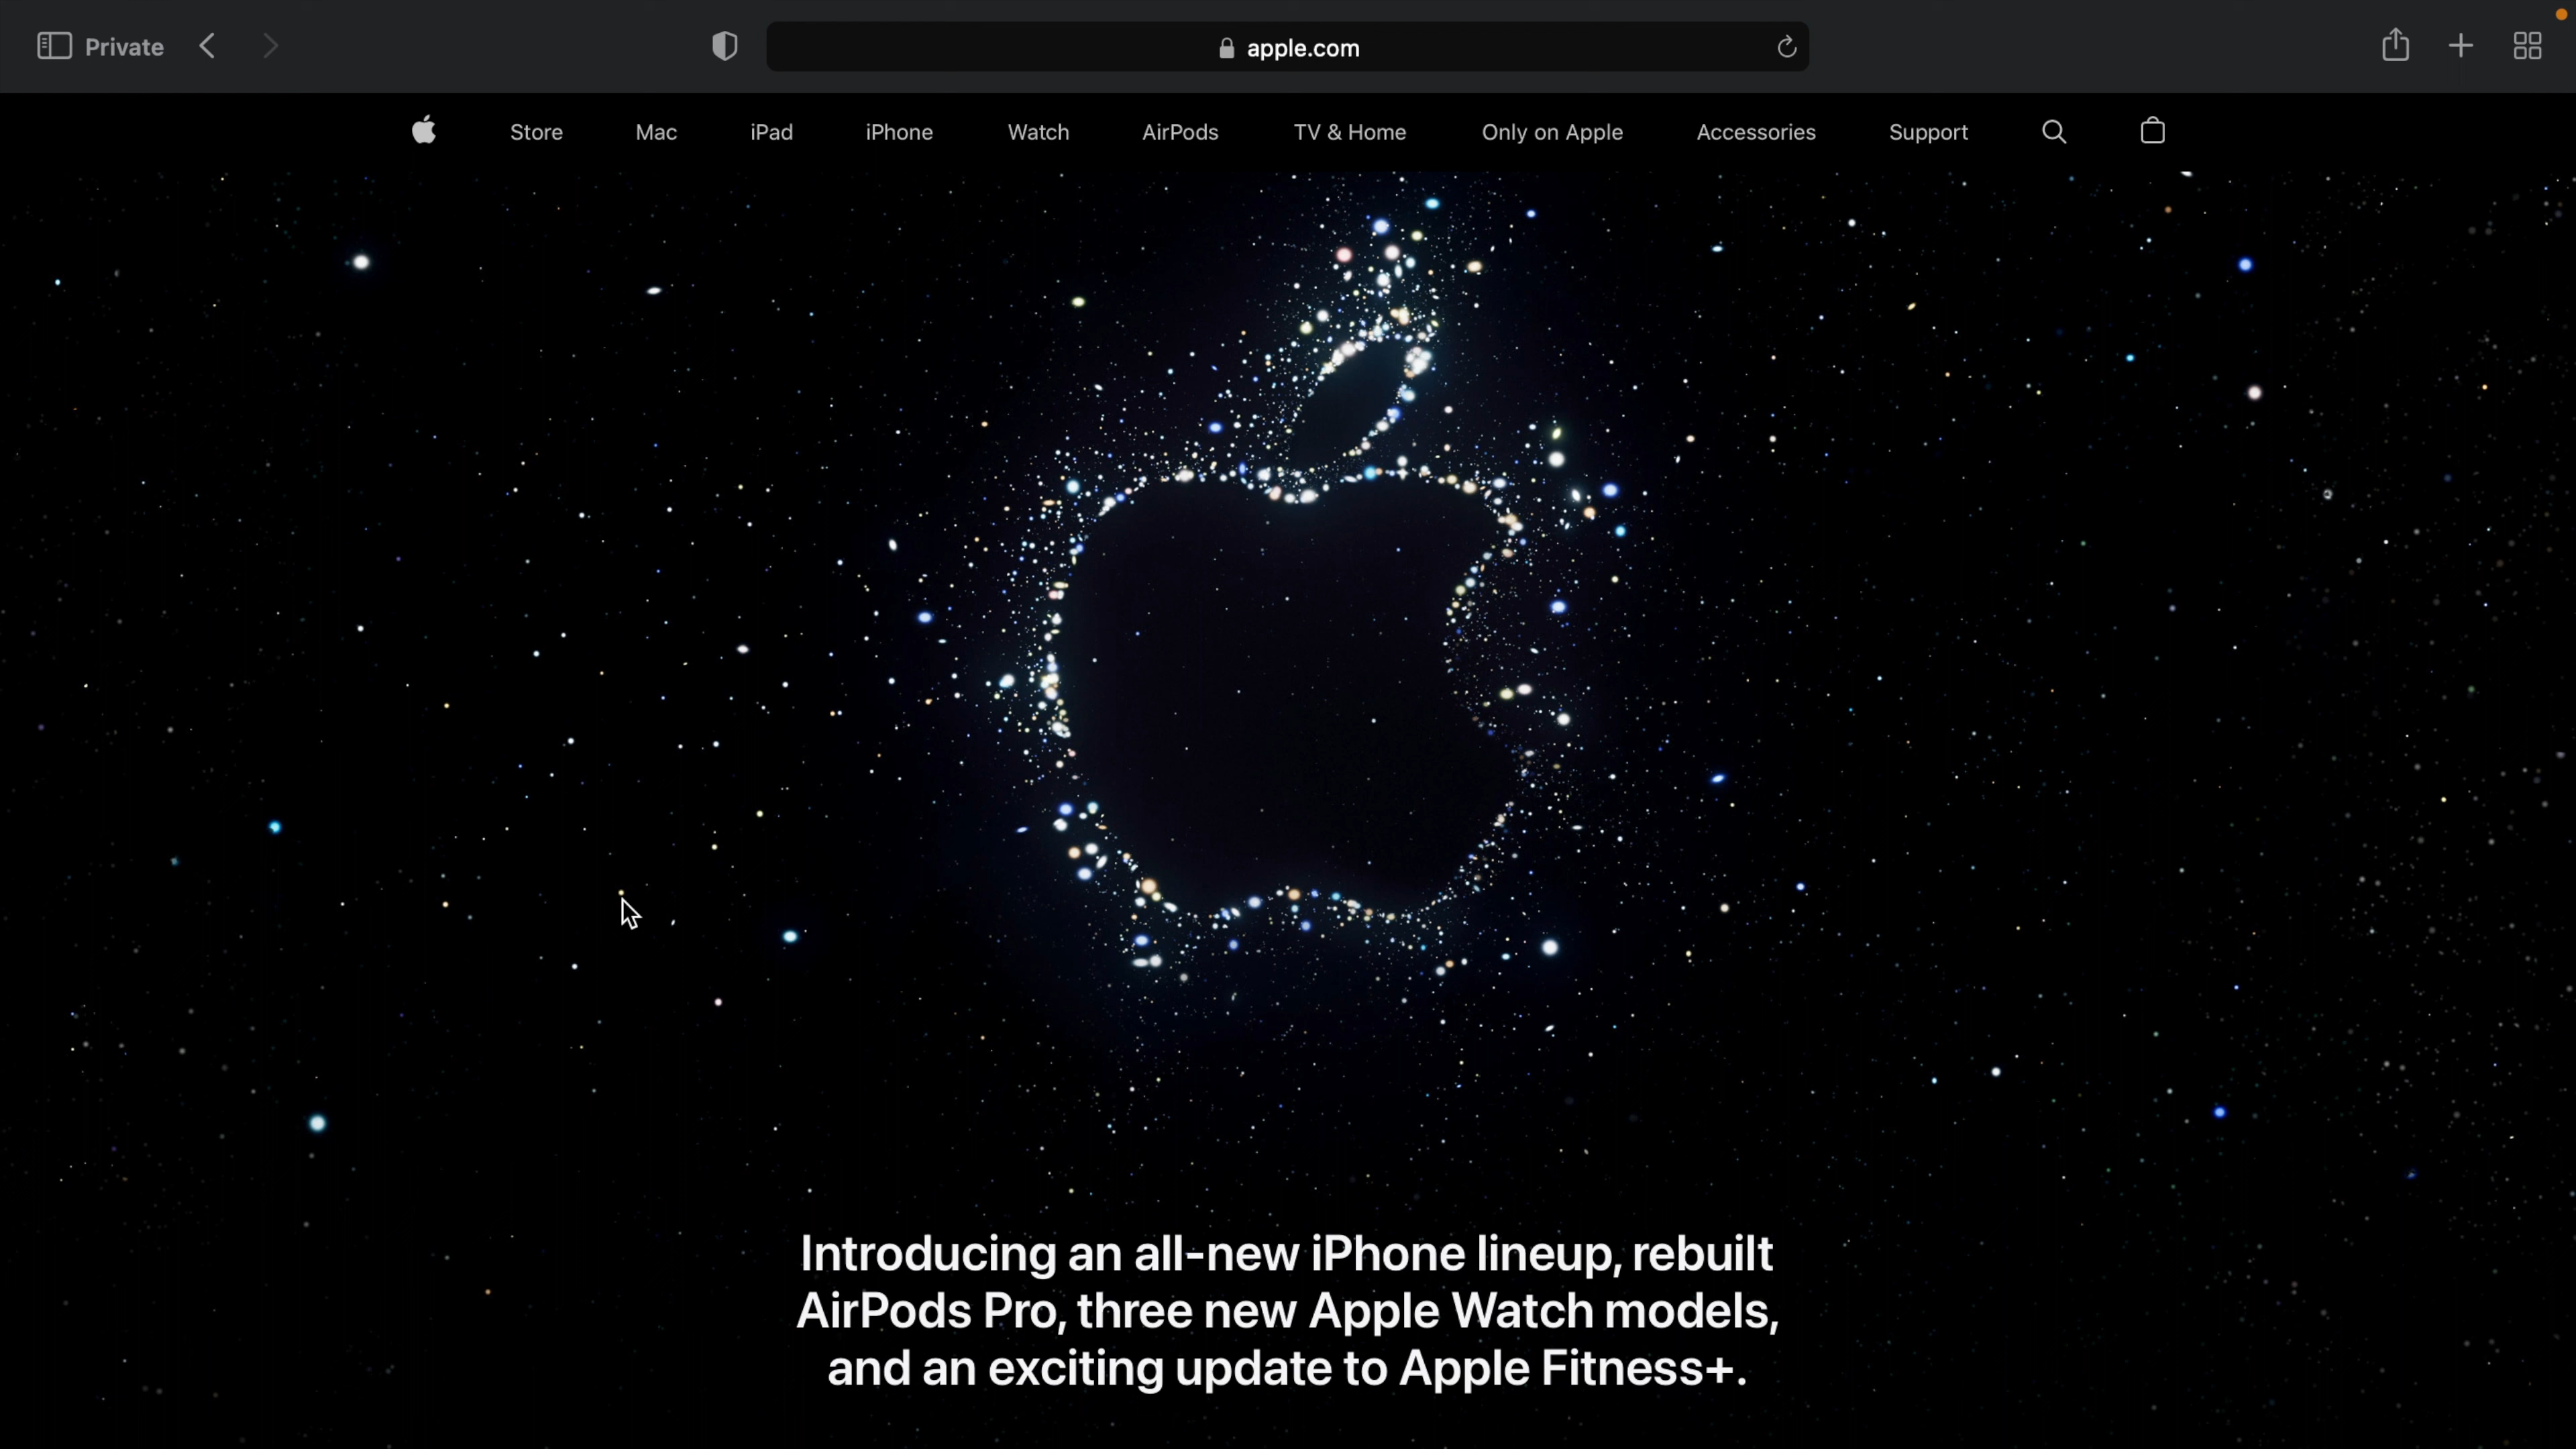 Private
apple.com
Store Mac iPad iPhone Watch AirPods TV & Home Only on Apple Accessories Support
Introducing an all-new iPhone lineup, rebuilt
AirPods Pro, three new Apple Watch models,
and an exciting update to Apple Fitness+.